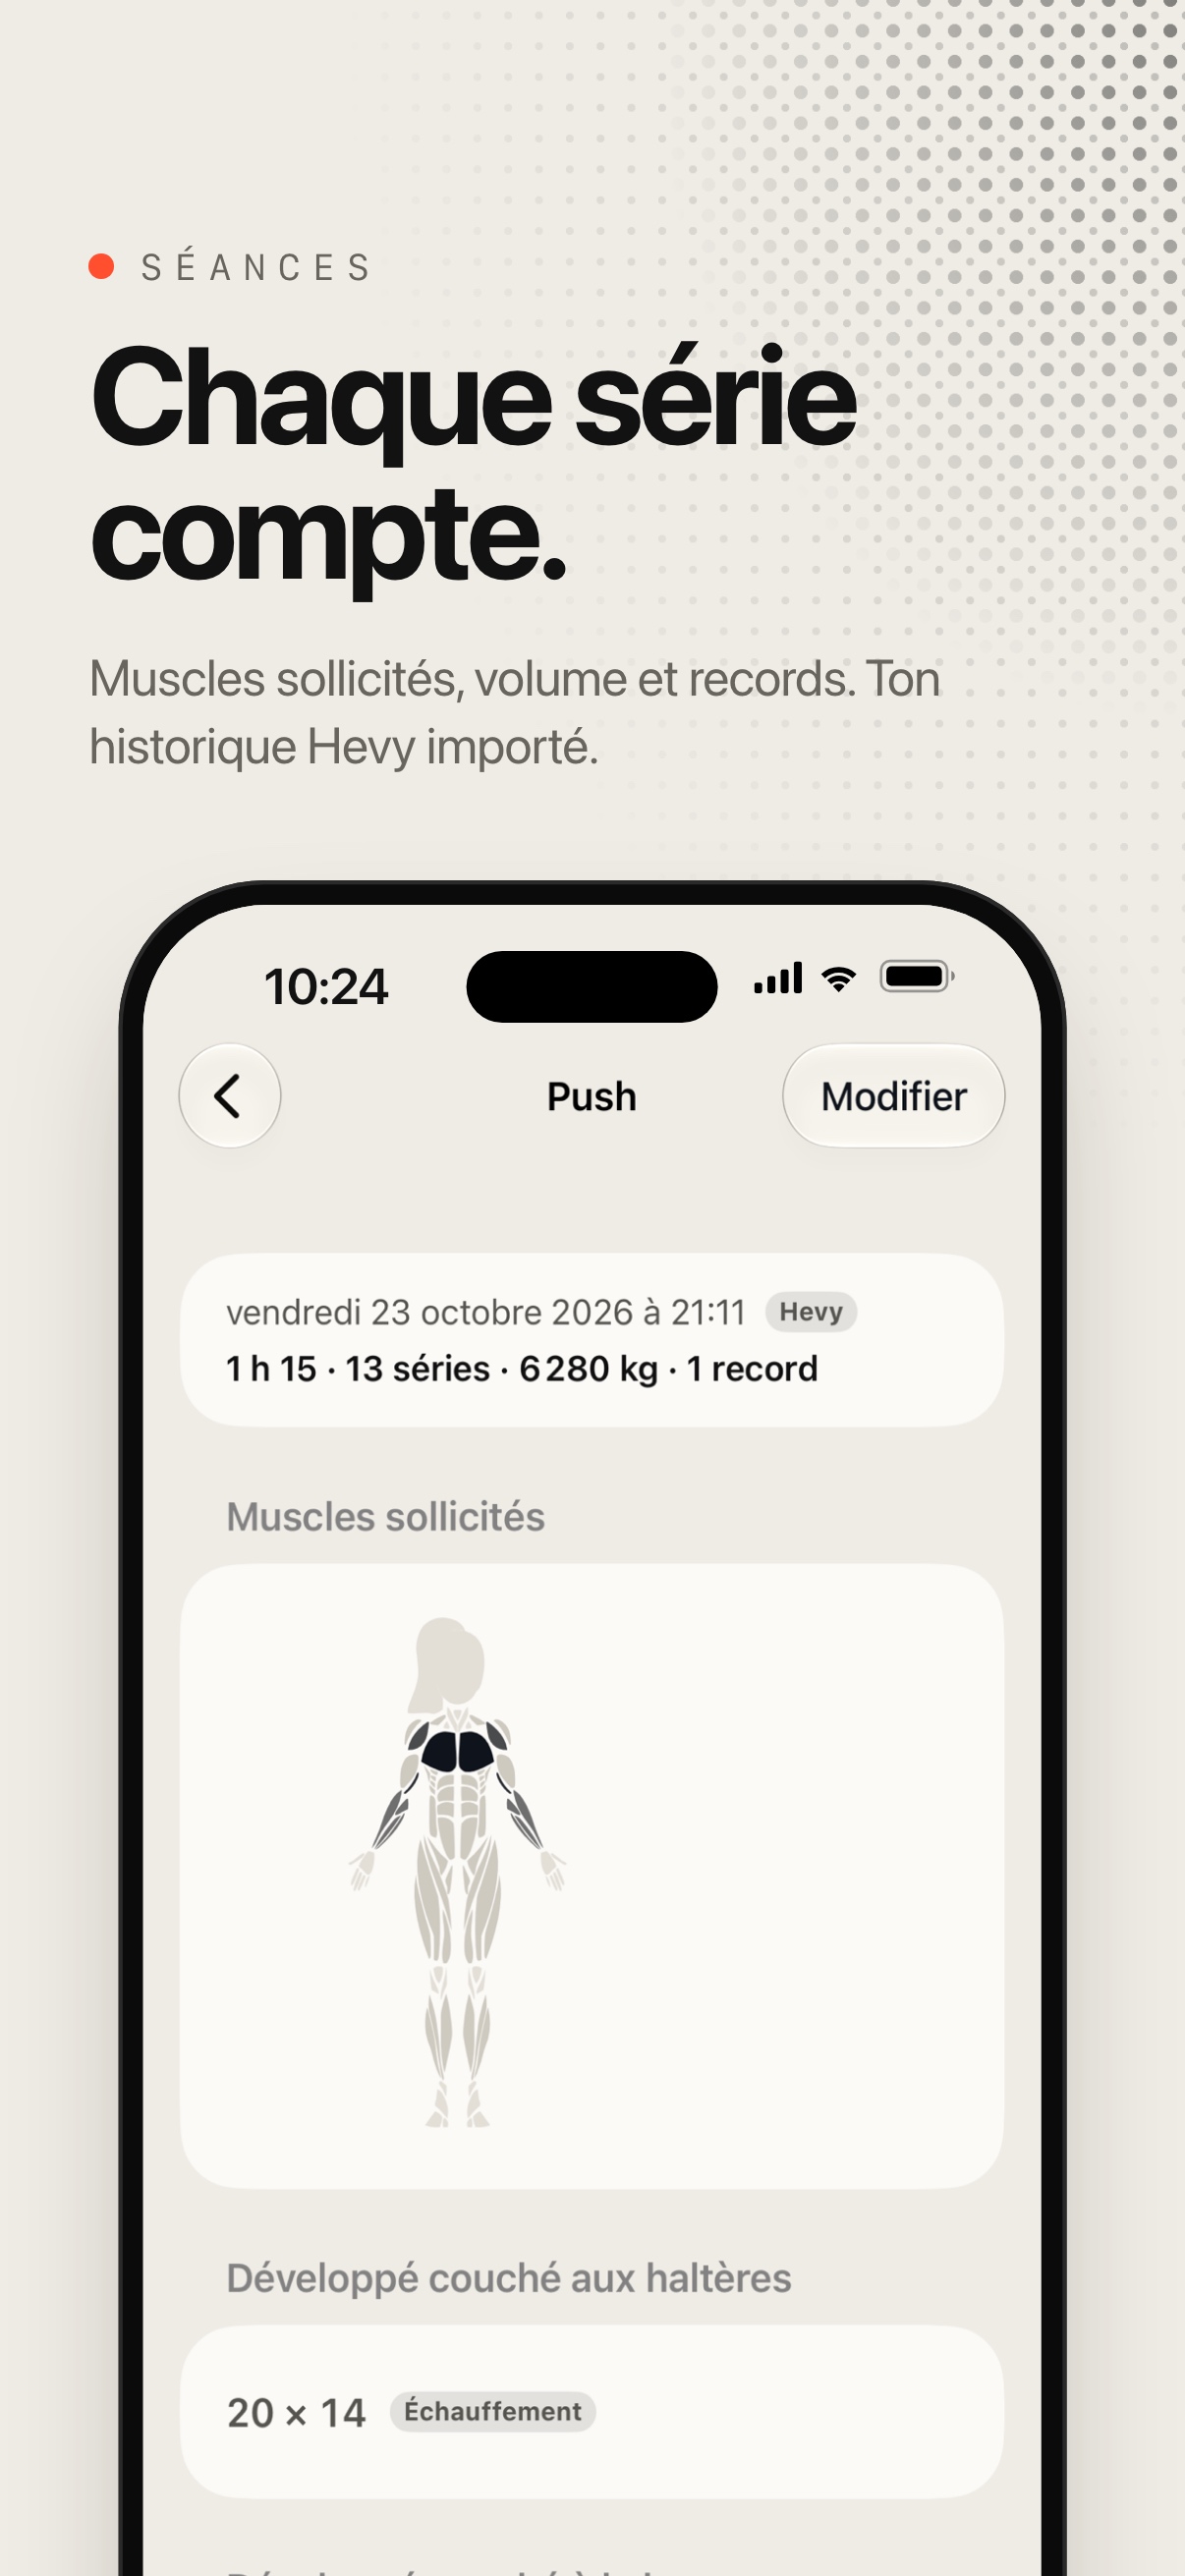 SÉANCES
Chaque série
compte.
Muscles sollicités, volume et records. Ton
historique Hevy importé.
10:24
Push
Modifier
vendredi 23 octobre 2026 à 21:11 Hevy
1 h 15 · 13 séries · 6 280 kg · 1 record
Muscles sollicités
Développé couché aux haltères
20 × 14 Échauffement